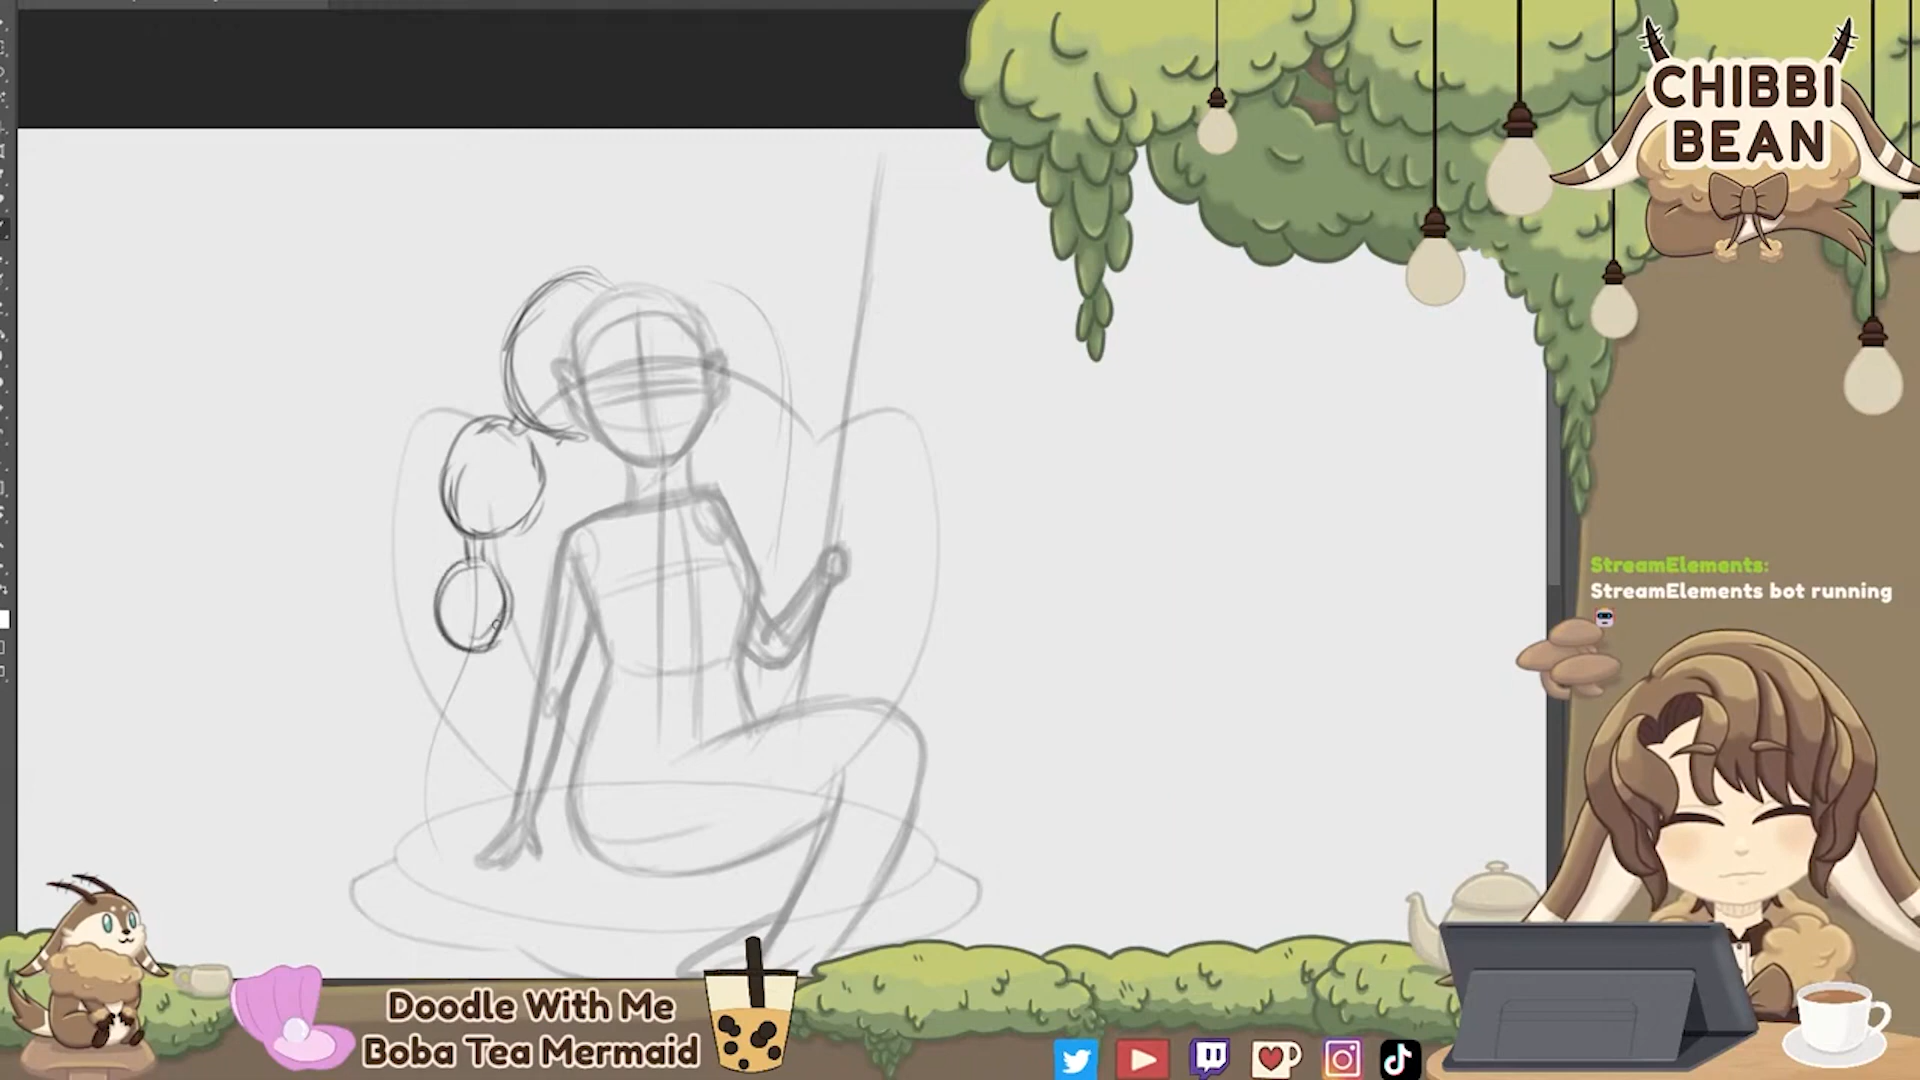 CHIBBI
BEAN
StreamElements:
StreamElements bot running
Doodle With Me
Boba Tea Mermaid